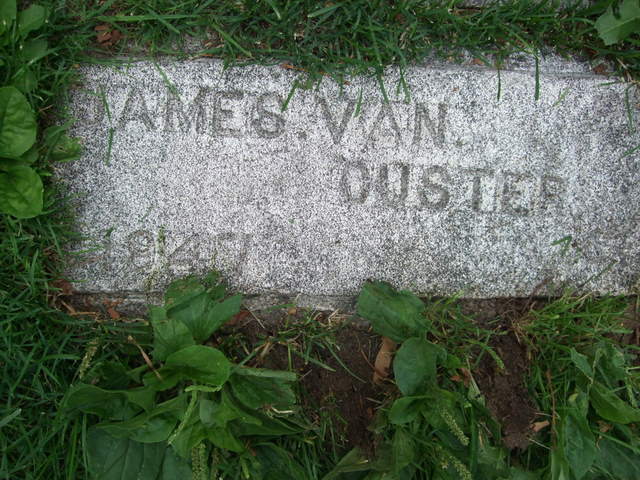 JAMES. VAN.
OUSTER
1947